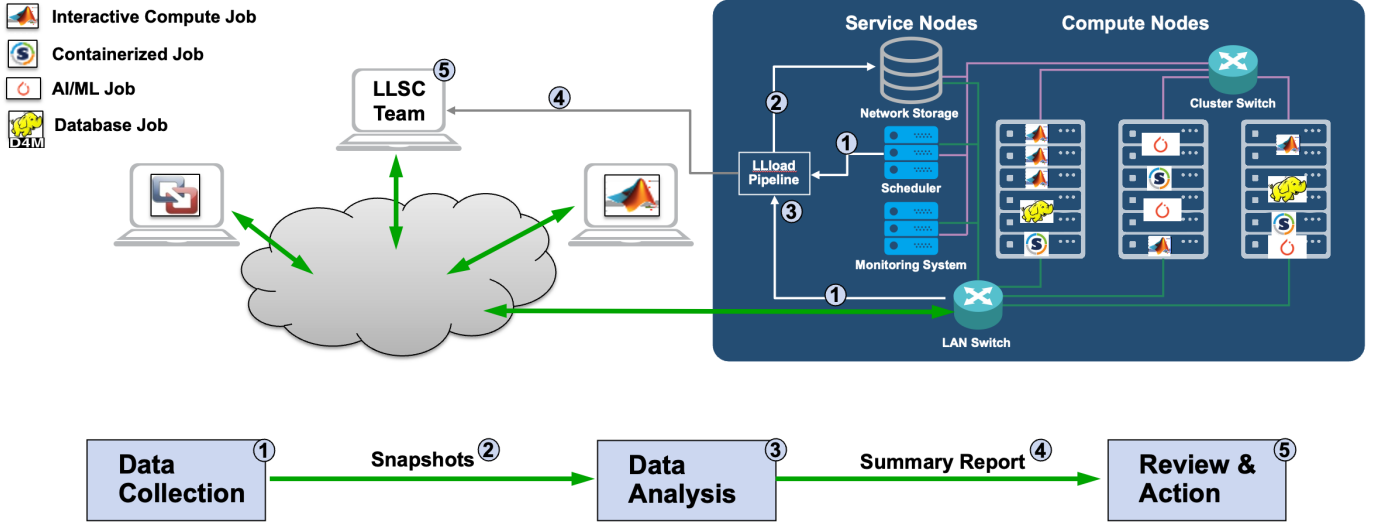 Interactive Compute Job
Containerized Job
AI/ML Job
D4M
Database Job
LLSC
Team
5
4
Service Nodes
Compute Nodes
2
Network Storage
Cluster Switch
1
LLload
Pipeline
Scheduler
3
Monitoring System
1
LAN Switch
Data
Collection
1
Snapshots
2
Data
Analysis
3
Summary Report
4
Review &
Action
5